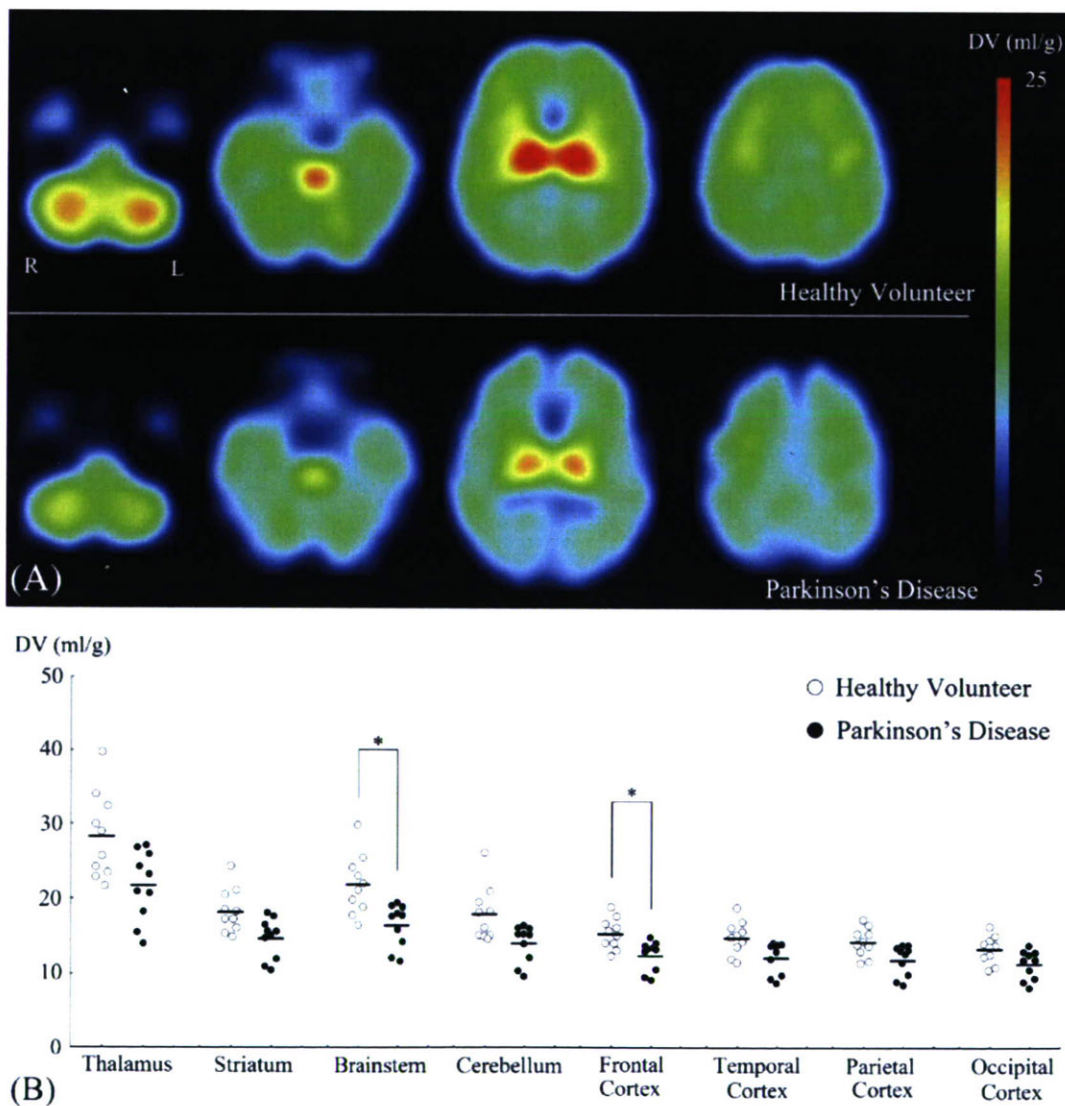 DV (ml/g)
25
R L
Healthy Volunteer
(A)
Parkinson's Disease
5
DV (ml/g)
50
40
30
20
10
0
○ Healthy Volunteer
● Parkinson's Disease
*
*
Thalamus Striatum Brainstem Cerebellum Frontal Cortex Temporal Cortex Parietal Cortex Occipital Cortex
(B)